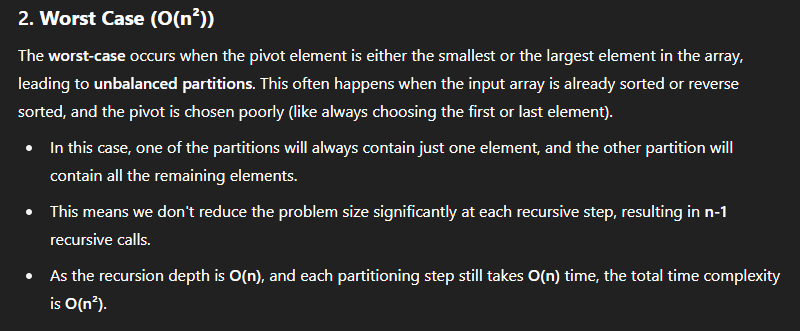 2. Worst Case (O(n²))
The worst-case occurs when the pivot element is either the smallest or the largest element in the array,
leading to unbalanced partitions. This often happens when the input array is already sorted or reverse
sorted, and the pivot is chosen poorly (like always choosing the first or last element).
• In this case, one of the partitions will always contain just one element, and the other partition will
contain all the remaining elements.
• This means we don't reduce the problem size significantly at each recursive step, resulting in n-1
recursive calls.
• As the recursion depth is O(n), and each partitioning step still takes O(n) time, the total time complexity
is O(n²).